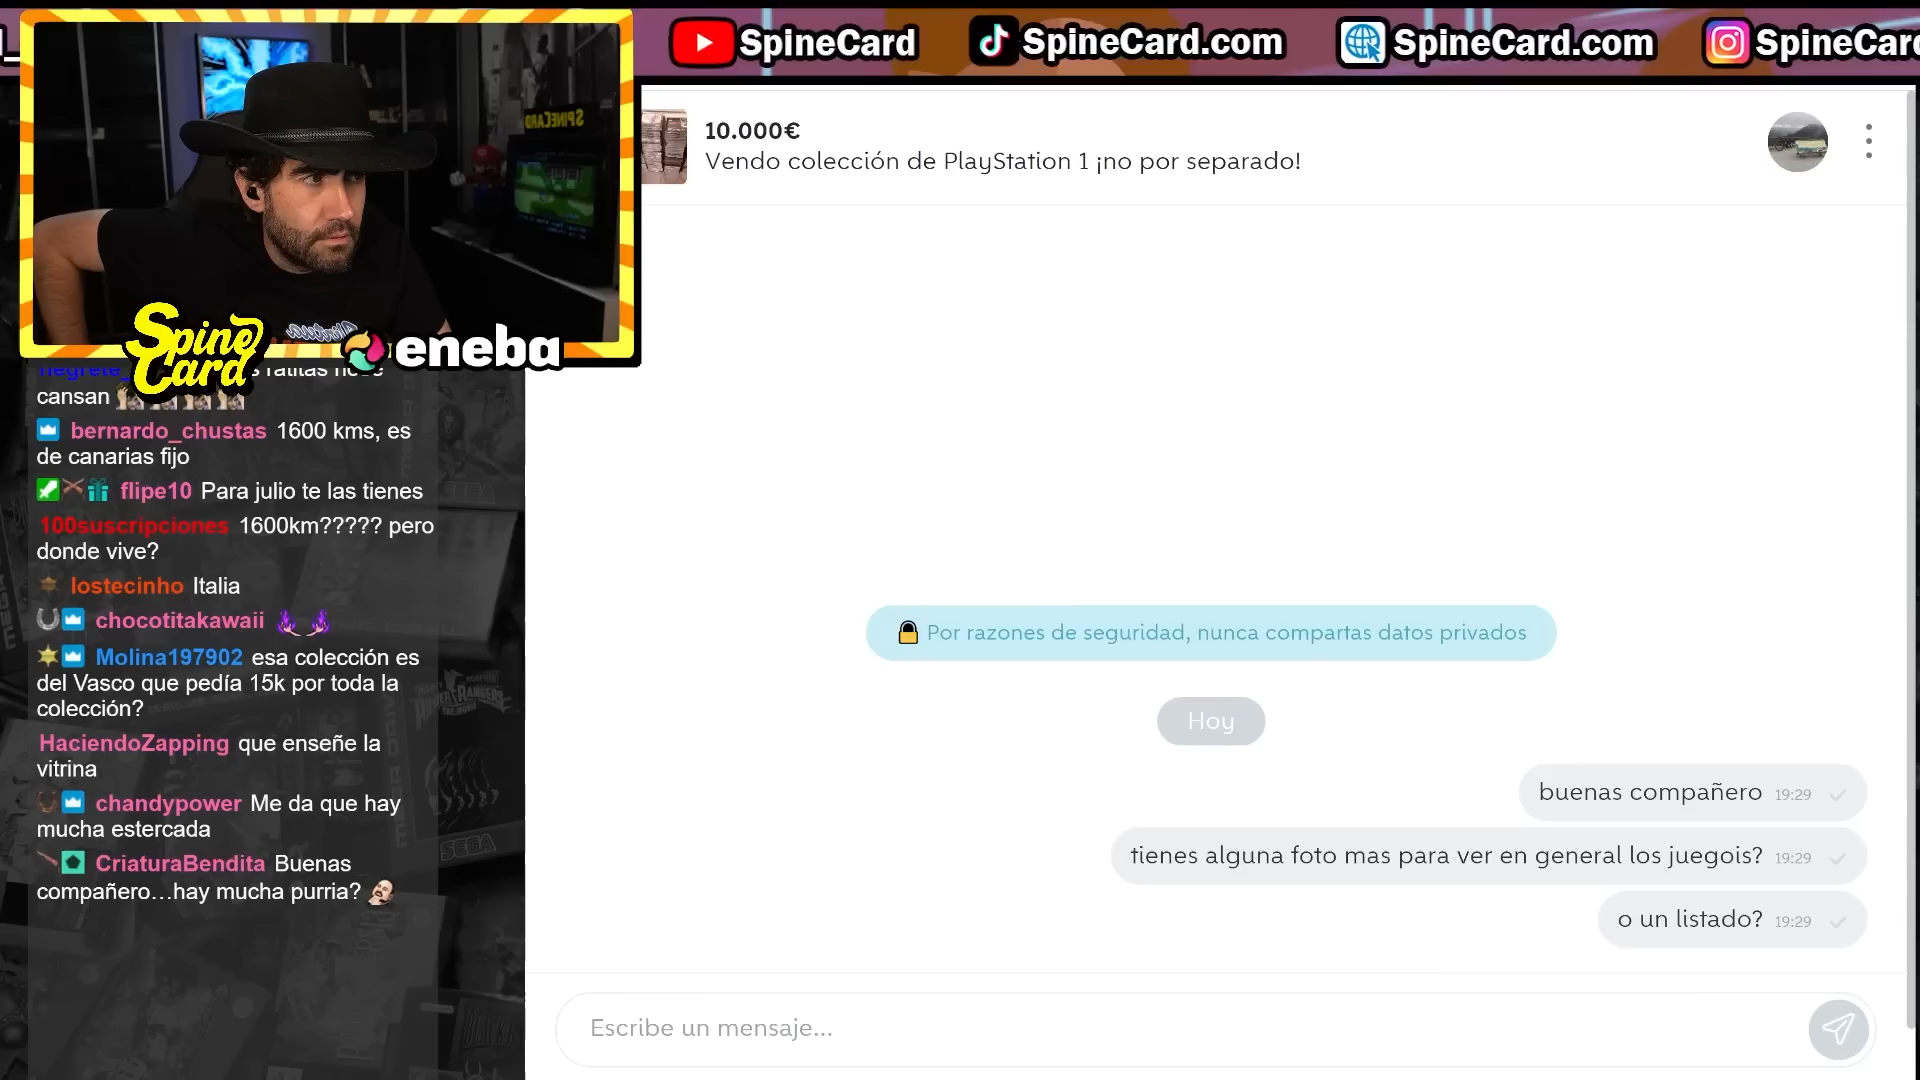 SpineCard
SpineCard.com
SpineCard.com
SpineCard
SpineCard
10.000€
Vendo colección de PlayStation 1 ¡no por separado!
Spine
Card
eneba
cansan
bernardo_chustas 1600 kms, es
de canarias fijo
flipe10 Para julio te las tienes
100suscripciones 1600km????? pero
donde vive?
lostecinho Italia
chocotitakawaii
Molina197902 esa colección es
del Vasco que pedía 15k por toda la
colección?
HaciendoZapping que enseñe la
vitrina
chandypower Me da que hay
mucha estercada
CriaturaBendita Buenas
compañero...hay mucha purria?
Por razones de seguridad, nunca compartas datos privados
Hoy
buenas compañero 19:29
tienes alguna foto mas para ver en general los juegois? 19:29
o un listado? 19:29
Escribe un mensaje...